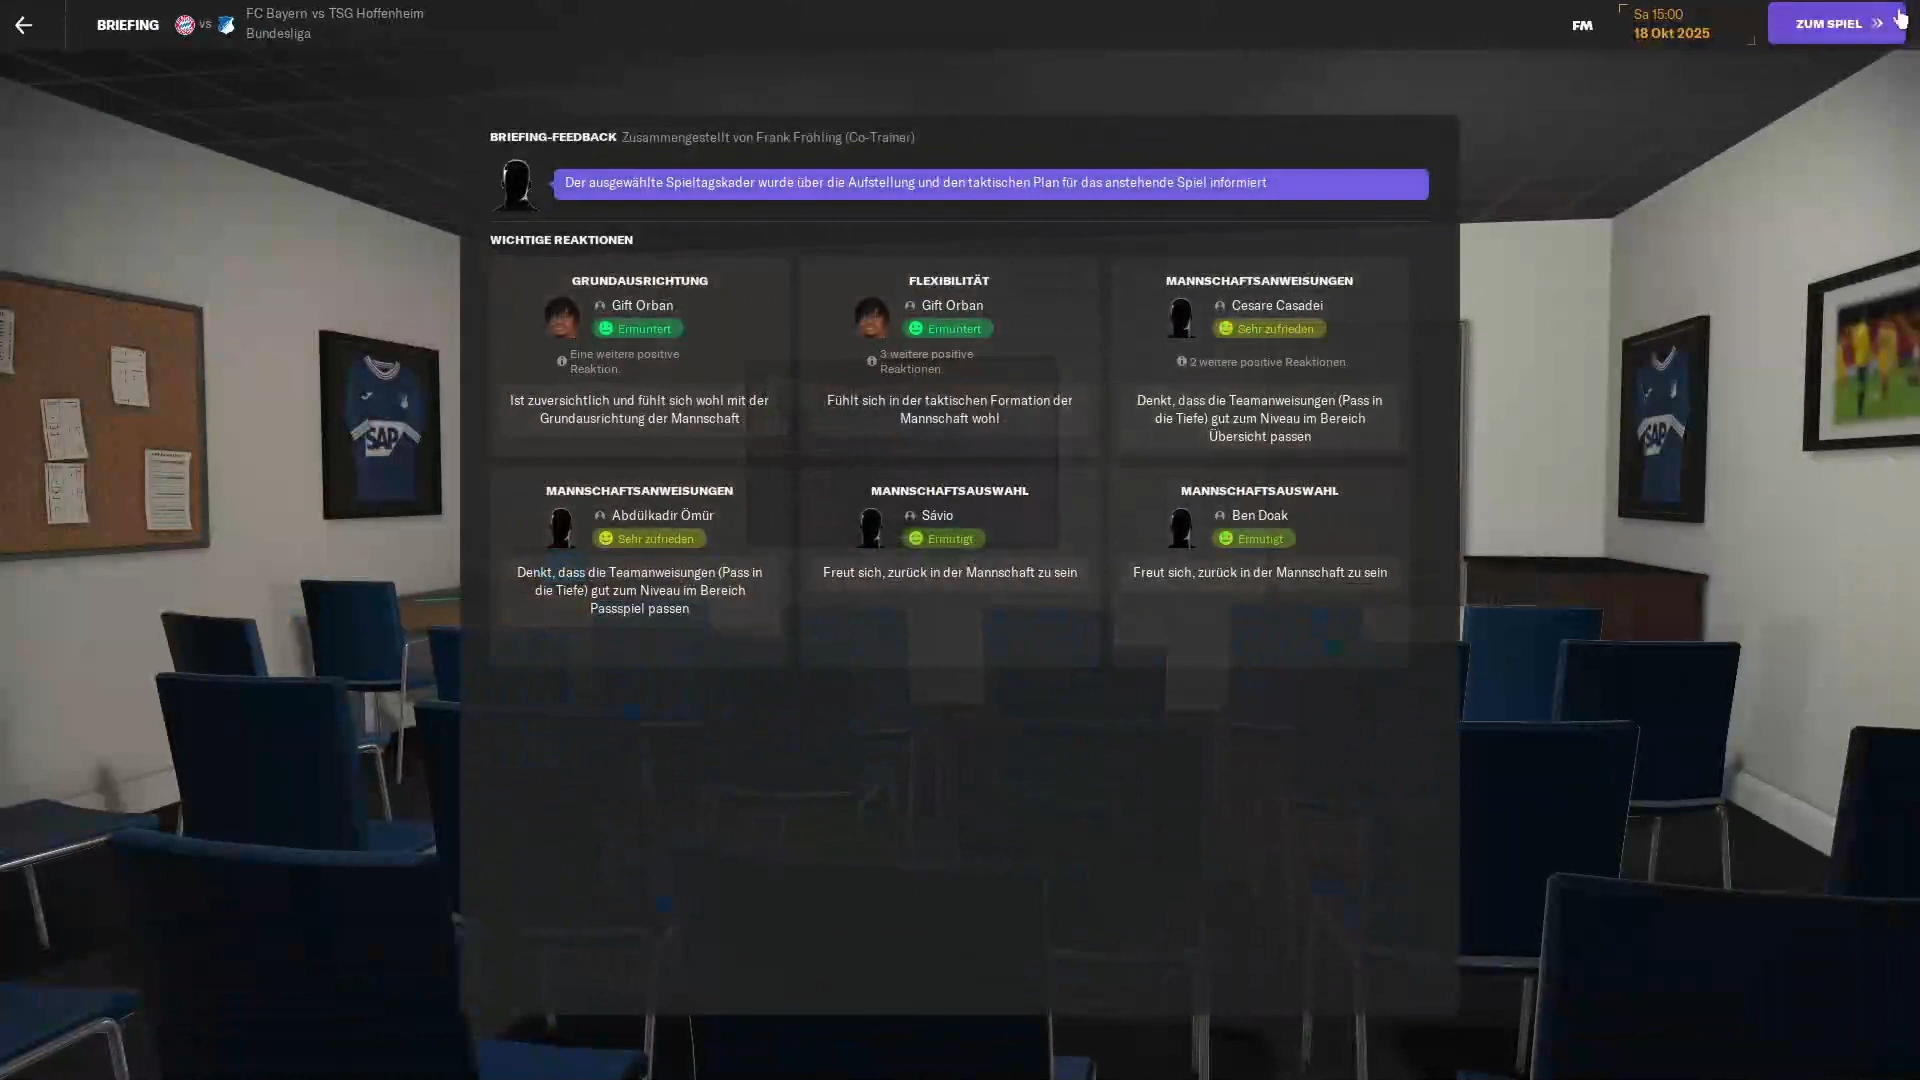 BRIEFING
vs
FC Bayern vs TSG Hoffenheim
Bundesliga
FM
Sa 15:00
18 Okt 2025
ZUM SPIEL
BRIEFING-FEEDBACK Zusammengestellt von Frank Fröhling (Co-Trainer)
Der ausgewählte Spieltagskader wurde über die Aufstellung und den taktischen Plan für das anstehende Spiel informiert
WICHTIGE REAKTIONEN
GRUNDAUSRICHTUNG
Gift Orban
Ermuntert
Eine weitere positive
Reaktion.
Ist zuversichtlich und fühlt sich wohl mit der
Grundausrichtung der Mannschaft
FLEXIBILITÄT
Gift Orban
Ermuntert
3 weitere positive
Reaktionen.
Fühlt sich in der taktischen Formation der
Mannschaft wohl
MANNSCHAFTSANWEISUNGEN
Cesare Casadei
Sehr zufrieden
2 weitere positive Reaktionen.
Denkt, dass die Teamanweisungen (Pass in
die Tiefe) gut zum Niveau im Bereich
Übersicht passen
MANNSCHAFTSANWEISUNGEN
Abdülkadir Ömür
Sehr zufrieden
Denkt, dass die Teamanweisungen (Pass in
die Tiefe) gut zum Niveau im Bereich
Passspiel passen
MANNSCHAFTSAUSWAHL
Sávio
Ermutigt
Freut sich, zurück in der Mannschaft zu sein
MANNSCHAFTSAUSWAHL
Ben Doak
Ermutigt
Freut sich, zurück in der Mannschaft zu sein
SAP
SAP